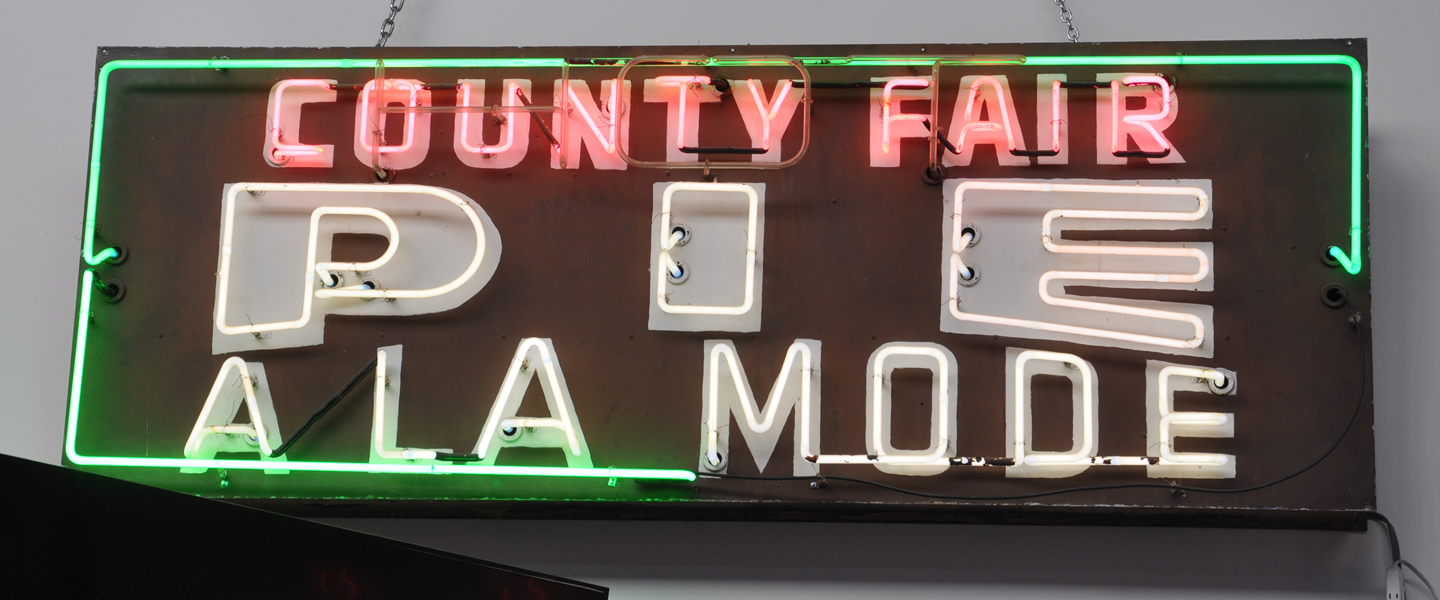 COUNTY FAIR
PIE
A LA MODE